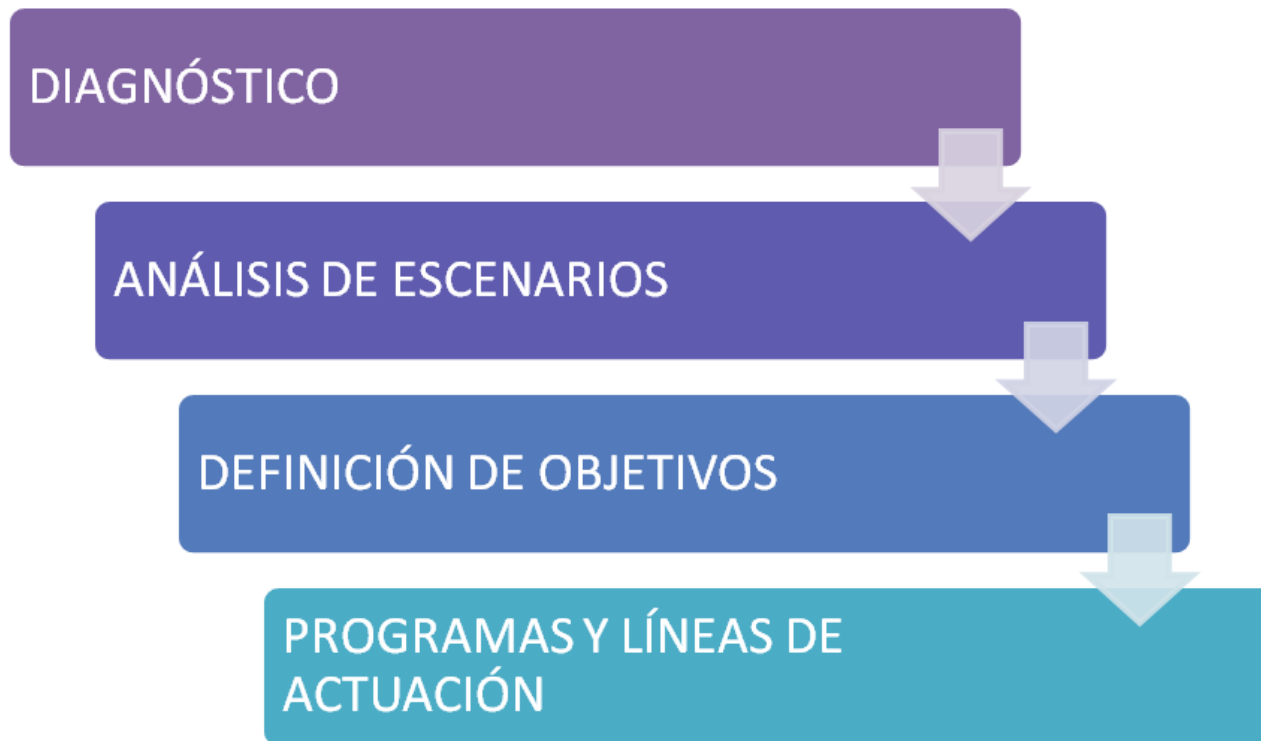 DIAGNÓSTICO
ANÁLISIS DE ESCENARIOS
DEFINICIÓN DE OBJETIVOS
PROGRAMAS Y LÍNEAS DE
ACTUACIÓN